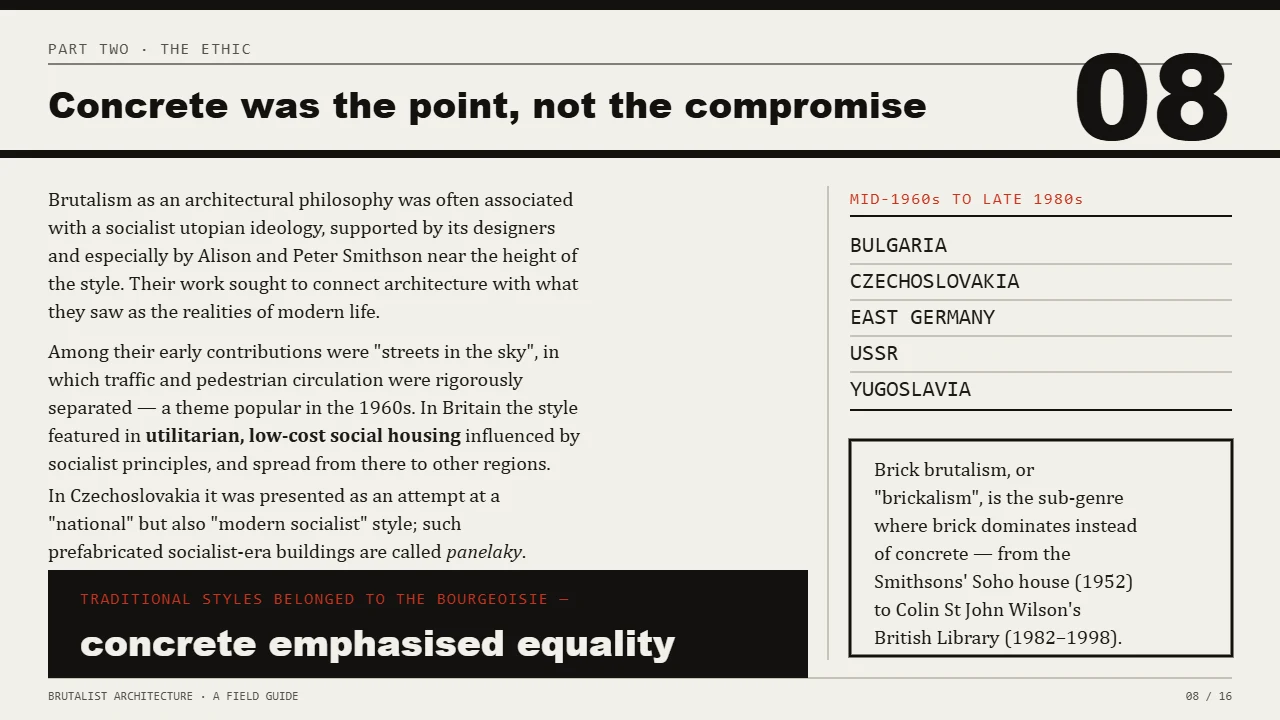 PART TWO · THE ETHIC
Concrete was the point, not the compromise
08
Brutalism as an architectural philosophy was often associated
with a socialist utopian ideology, supported by its designers
and especially by Alison and Peter Smithson near the height of
the style. Their work sought to connect architecture with what
they saw as the realities of modern life.
Among their early contributions were "streets in the sky", in
which traffic and pedestrian circulation were rigorously
separated — a theme popular in the 1960s. In Britain the style
featured in utilitarian, low-cost social housing influenced by
socialist principles, and spread from there to other regions.
In Czechoslovakia it was presented as an attempt at a
"national" but also "modern socialist" style; such
prefabricated socialist-era buildings are called panelaky.
TRADITIONAL STYLES BELONGED TO THE BOURGEOISIE —
concrete emphasised equality
MID-1960s TO LATE 1980s
BULGARIA
CZECHOSLOVAKIA
EAST GERMANY
USSR
YUGOSLAVIA
Brick brutalism, or
"brickalism", is the sub-genre
where brick dominates instead
of concrete — from the
Smithsons' Soho house (1952)
to Colin St John Wilson's
British Library (1982–1998).
BRUTALIST ARCHITECTURE · A FIELD GUIDE
08 / 16